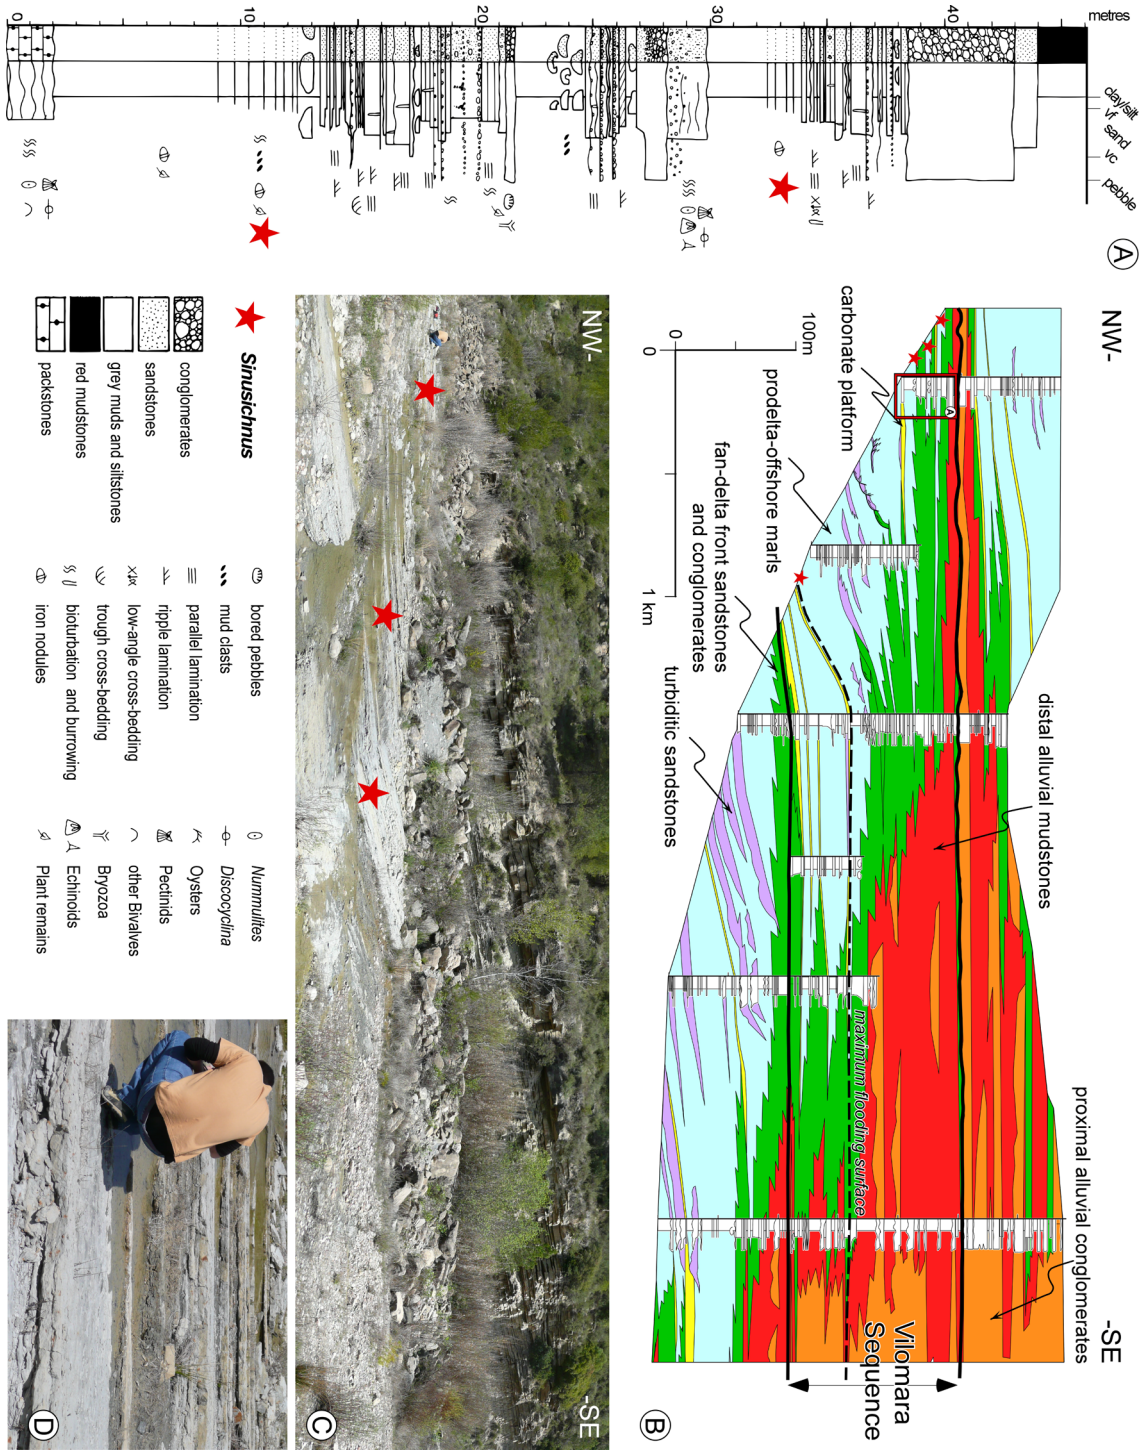 0
10
20
30
40
metres
clay/silt
vf
sand
vc
pebble
A
Sinusichnus
conglomerates
sandstones
grey muds and siltstones
red mudstones
packstones
bored pebbles
mud clasts
parallel lamination
ripple lamination
low-angle cross-bedding
trough cross-bedding
bioturbation and burrowing
iron nodules
Nummulites
Discocyclina
Oysters
Pectinids
other Bivalves
Bryozoa
Echinoids
Plant remains
NW-
-SE
100m
0
0
1 km
carbonate platform
prodelta-offshore marls
fan-delta front sandstones
and conglomerates
turbiditic sandstones
distal alluvial mudstones
proximal alluvial conglomerates
maximum flooding surface
Vilomara
Sequence
A
B
NW-
-SE
C
D